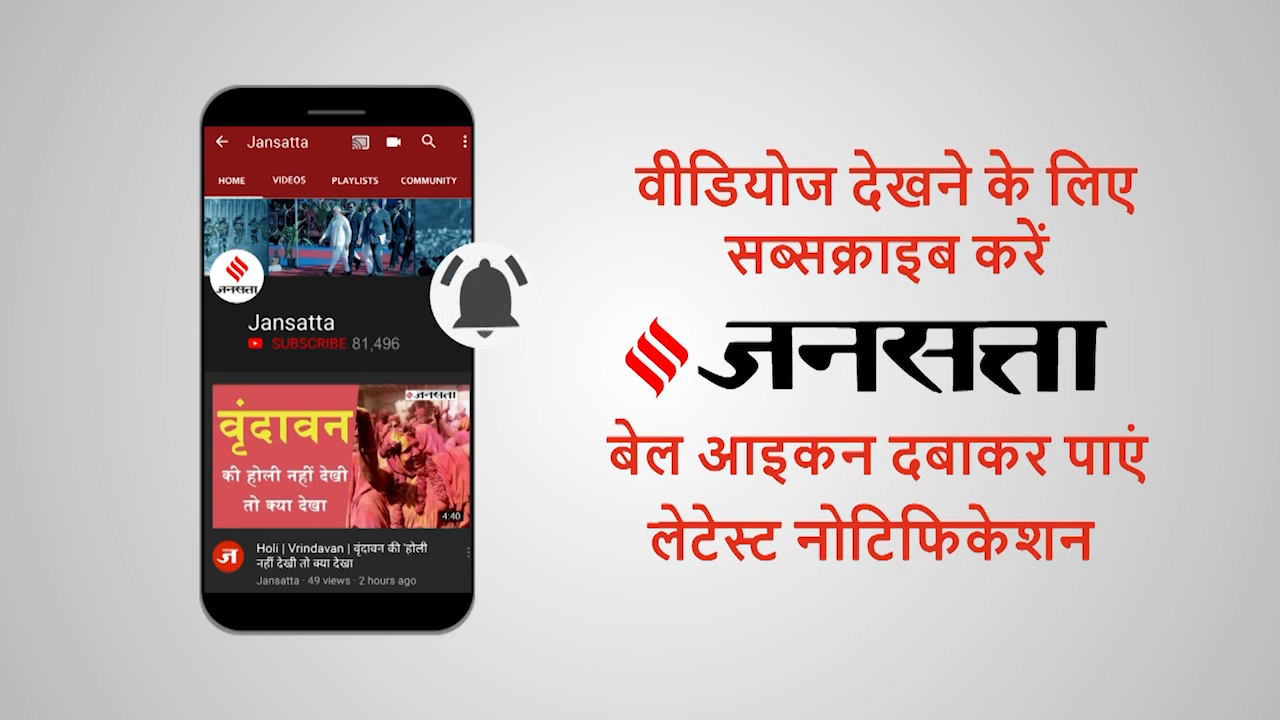 Jansatta
HOME VIDEOS PLAYLISTS COMMUNITY
जनसत्ता
Jansatta
SUBSCRIBE 81,496
जनसत्ता
वृंदावन
की होली नहीं देखी
तो क्या देखा
4:40
ज
Holi | Vrindavan | वृंदावन की 'होली
नहीं देखी तो क्या देखा
Jansatta · 49 views · 2 hours ago
वीडियोज देखने के लिए
सब्सक्राइब करें
जनसत्ता
बेल आइकन दबाकर पाएं
लेटेस्ट नोटिफिकेशन